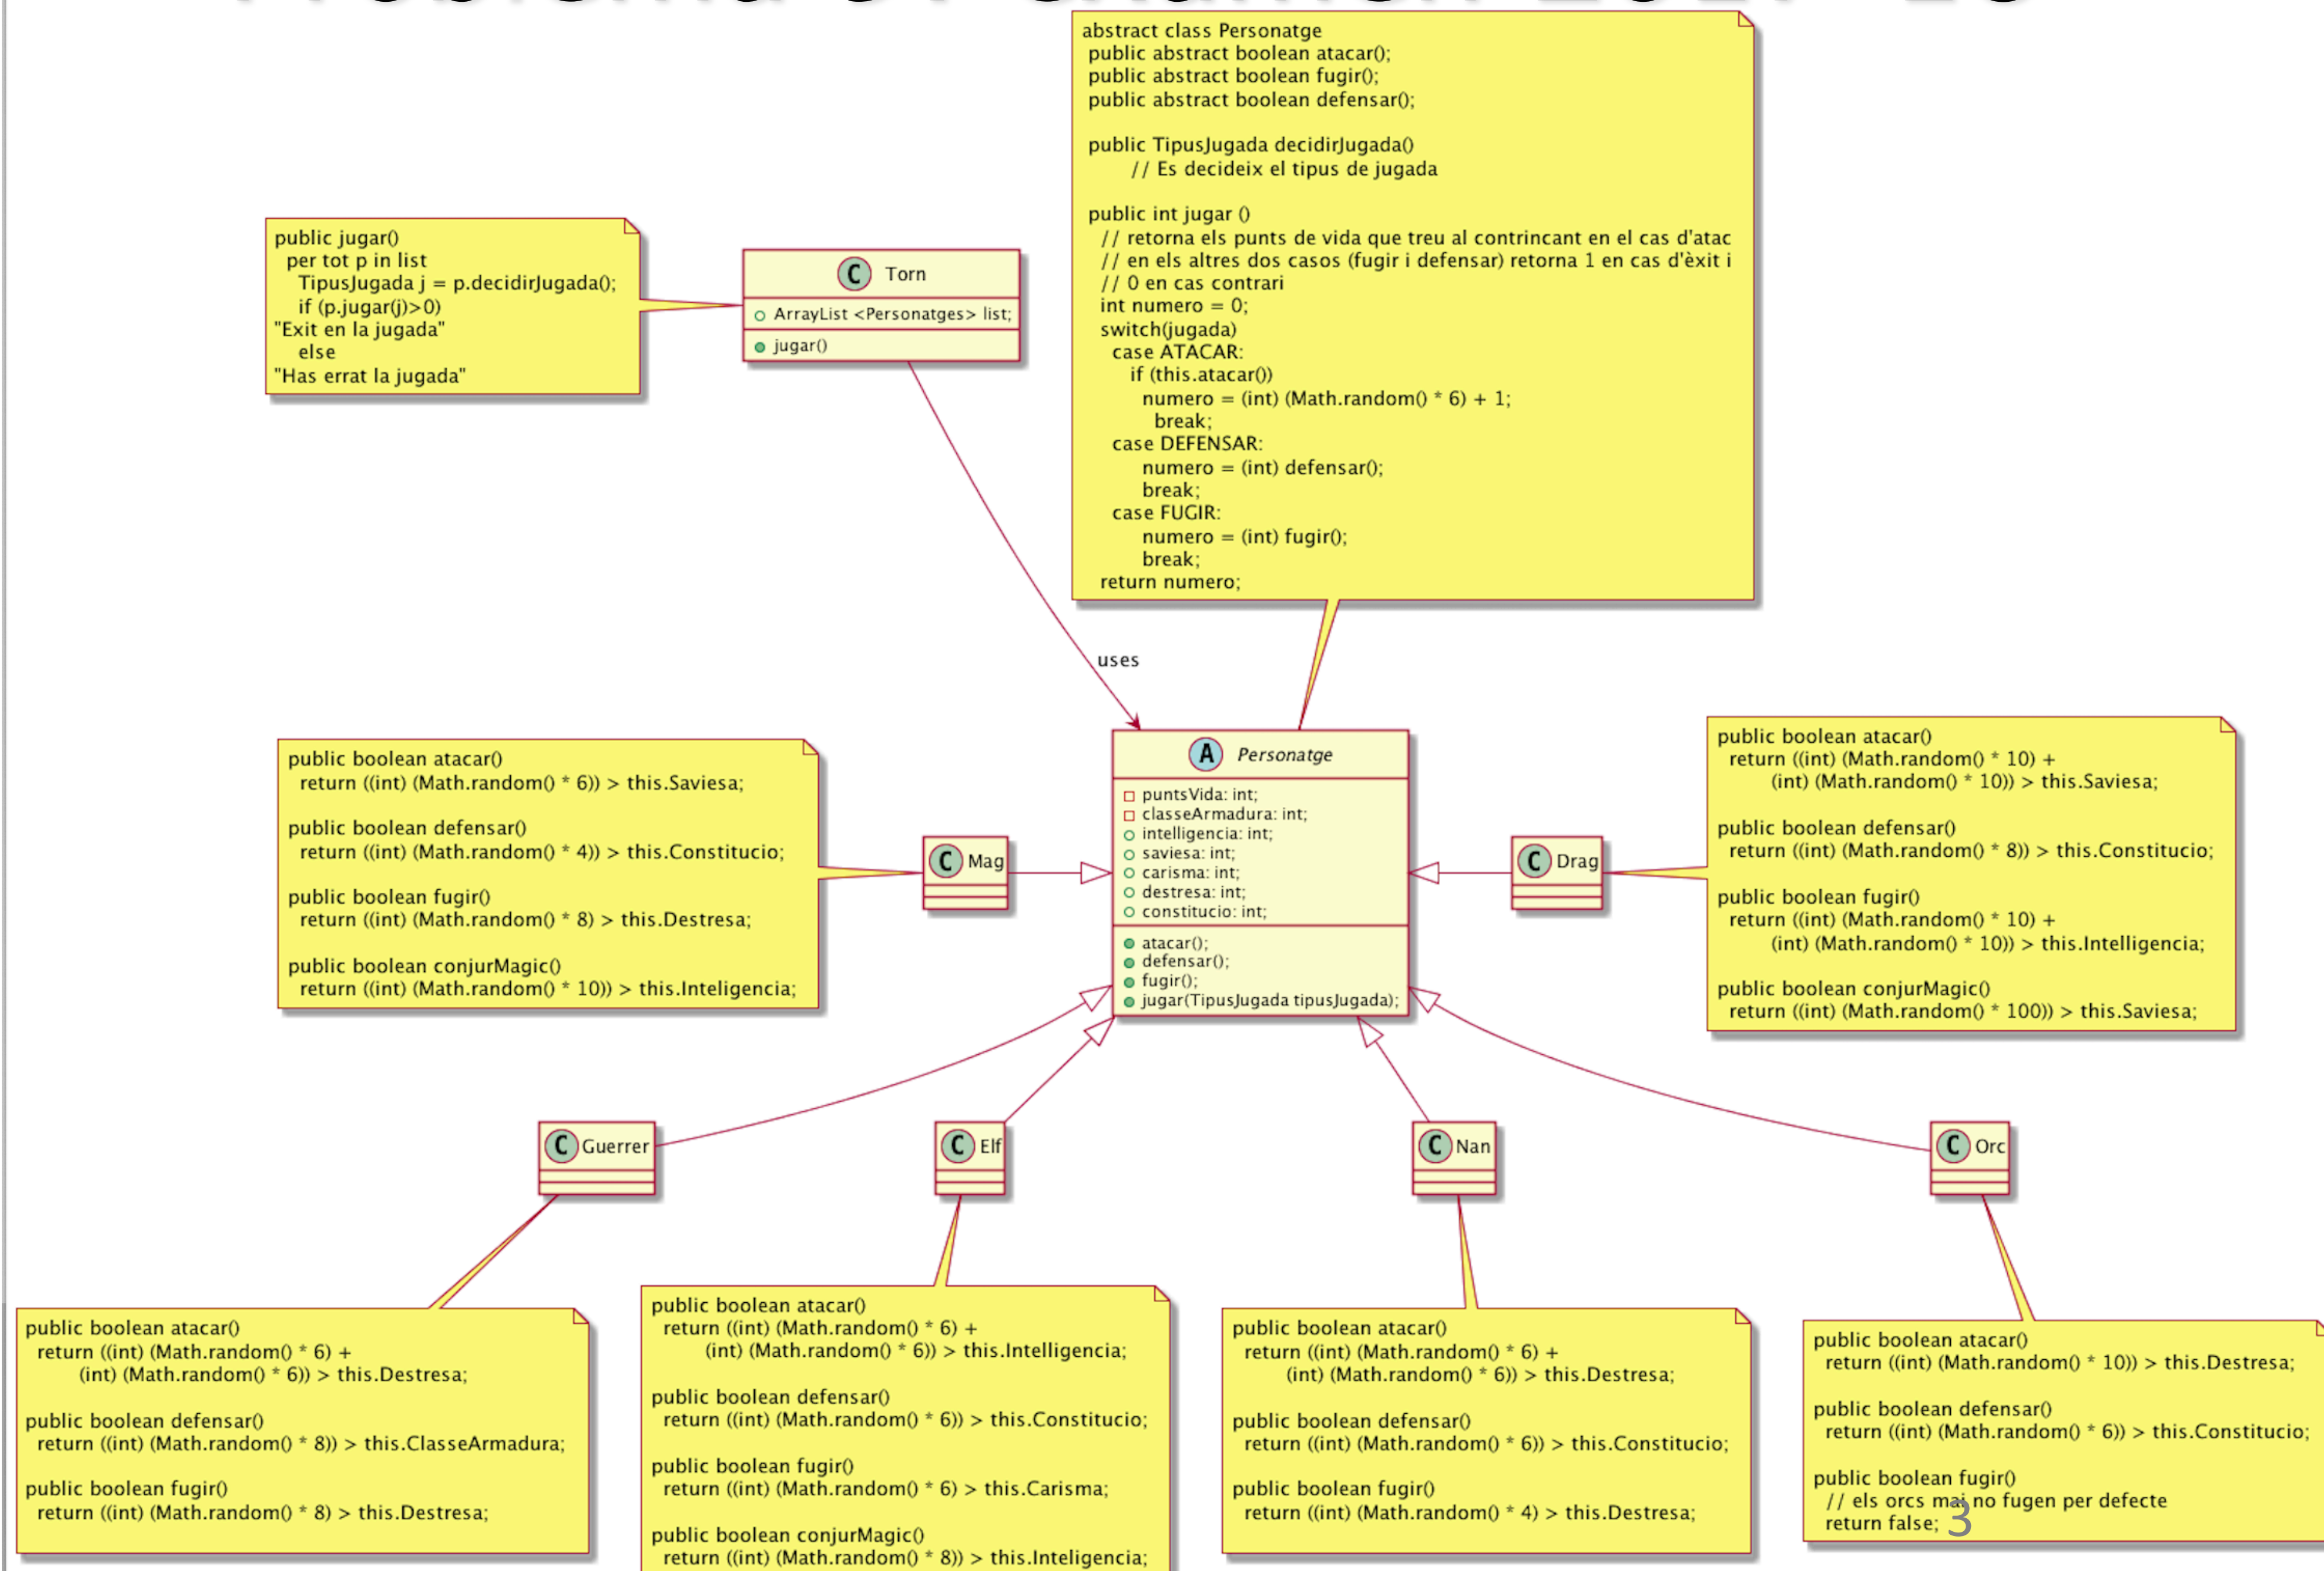 abstract class Personatge
public abstract boolean atacar();
public abstract boolean fugir();
public abstract boolean defensar();
public TipusJugada decidirJugada()
// Es decideix el tipus de jugada
public int jugar ()
// retorna els punts de vida que treu al contrincant en el cas d'atac
// en els altres dos casos (fugir i defensar) retorna 1 en cas d'èxit i
// 0 en cas contrari
int numero = 0;
switch(jugada)
case ATACAR:
if (this.atacar())
numero = (int) (Math.random() * 6) + 1;
break;
case DEFENSAR:
numero = (int) defensar();
break;
case FUGIR:
numero = (int) fugir();
break;
return numero;
public jugar()
per tot p in list
TipusJugada j = p.decidirJugada();
if (p.jugar(j)>0)
"Exit en la jugada"
else
"Has errat la jugada"
C Torn
ArrayList <Personatges> list;
jugar()
uses
public boolean atacar()
return ((int) (Math.random() * 6)) > this.Saviesa;
public boolean defensar()
return ((int) (Math.random() * 4)) > this.Constitucio;
public boolean fugir()
return ((int) (Math.random() * 8) > this.Destresa;
public boolean conjurMagic()
return ((int) (Math.random() * 10)) > this.Inteligencia;
C Mag
A Personatge
puntsVida: int;
classeArmadura: int;
intelligencia: int;
saviesa: int;
carisma: int;
destresa: int;
constitucio: int;
atacar();
defensar();
fugir();
jugar(TipusJugada tipusJugada);
C Drag
public boolean atacar()
return ((int) (Math.random() * 10) +
(int) (Math.random() * 10)) > this.Saviesa;
public boolean defensar()
return ((int) (Math.random() * 8)) > this.Constitucio;
public boolean fugir()
return ((int) (Math.random() * 10) +
(int) (Math.random() * 10)) > this.Intelligencia;
public boolean conjurMagic()
return ((int) (Math.random() * 100)) > this.Saviesa;
C Guerrer
C Elf
C Nan
C Orc
public boolean atacar()
return ((int) (Math.random() * 6) +
(int) (Math.random() * 6)) > this.Destresa;
public boolean defensar()
return ((int) (Math.random() * 8)) > this.ClasseArmadura;
public boolean fugir()
return ((int) (Math.random() * 8) > this.Destresa;
public boolean atacar()
return ((int) (Math.random() * 6) +
(int) (Math.random() * 6)) > this.Intelligencia;
public boolean defensar()
return ((int) (Math.random() * 6)) > this.Constitucio;
public boolean fugir()
return ((int) (Math.random() * 6) > this.Carisma;
public boolean conjurMagic()
return ((int) (Math.random() * 8)) > this.Inteligencia;
public boolean atacar()
return ((int) (Math.random() * 6) +
(int) (Math.random() * 6)) > this.Destresa;
public boolean defensar()
return ((int) (Math.random() * 6)) > this.Constitucio;
public boolean fugir()
return ((int) (Math.random() * 4) > this.Destresa;
public boolean atacar()
return ((int) (Math.random() * 10)) > this.Destresa;
public boolean defensar()
return ((int) (Math.random() * 6)) > this.Constitucio;
public boolean fugir()
// els orcs mai no fugen per defecte
return false;
3